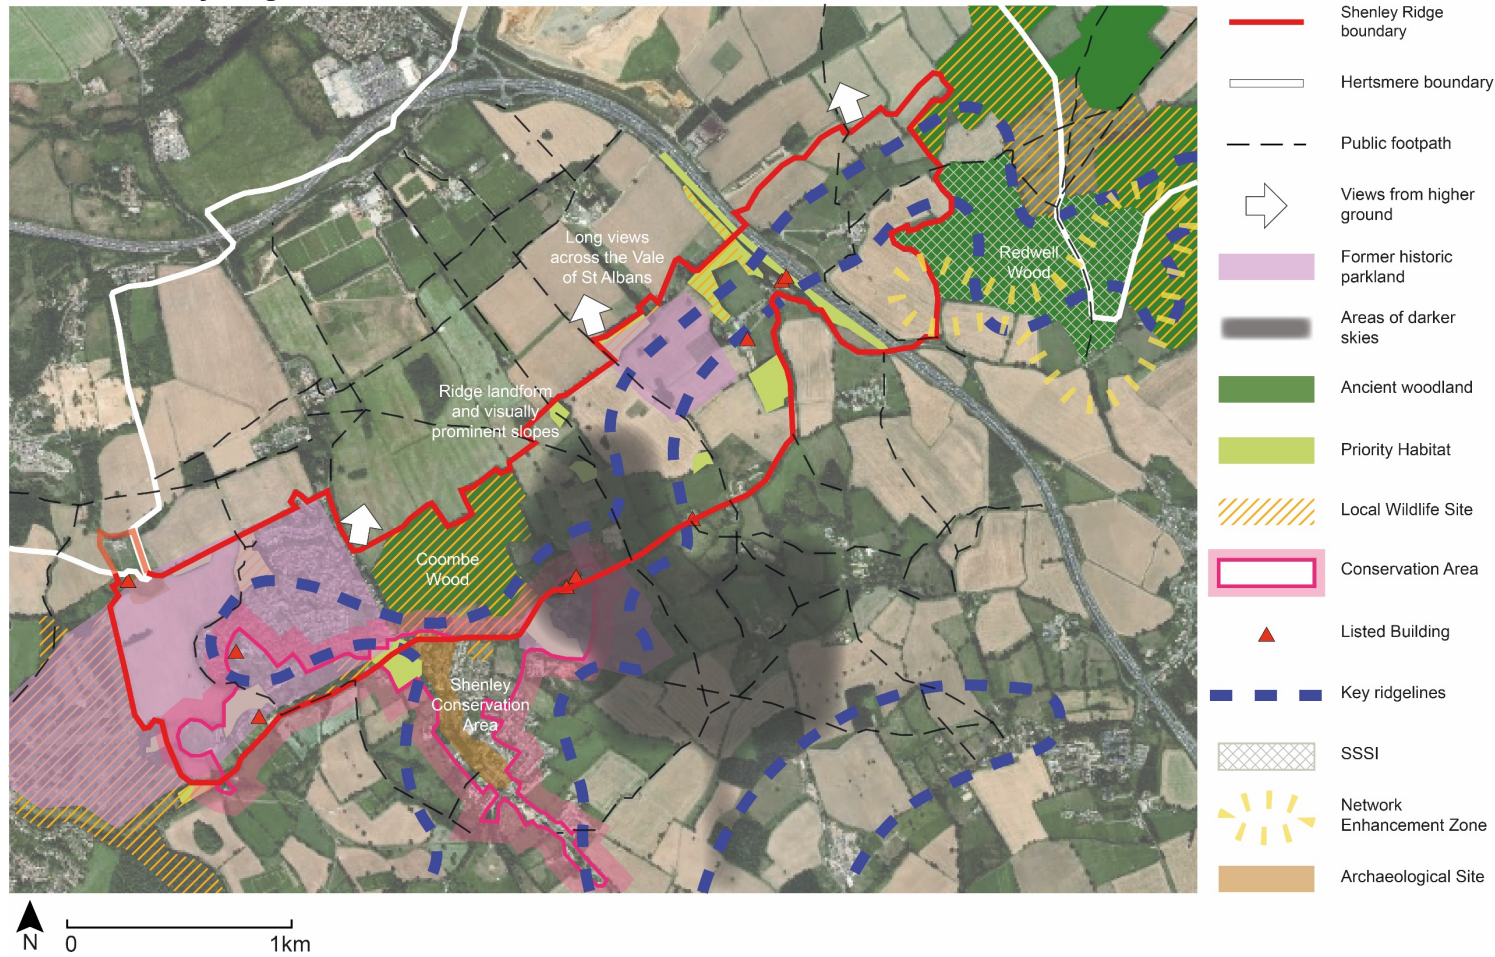 Long views
across the Vale
of St Albans
Redwell
Wood
Ridge landform
and visually
prominent slopes
Coombe
Wood
Shenley
Conservation
Area
Shenley Ridge
boundary
Hertsmere boundary
Public footpath
Views from higher
ground
Former historic
parkland
Areas of darker
skies
Ancient woodland
Priority Habitat
Local Wildlife Site
Conservation Area
Listed Building
Key ridgelines
SSSI
Network
Enhancement Zone
Archaeological Site
N
0 1km